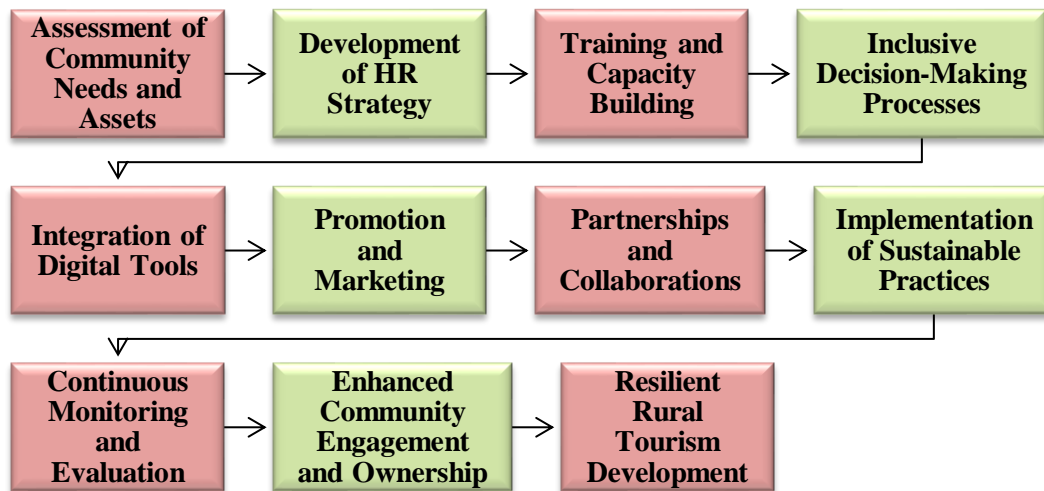 Assessment of
Community
Needs and
Assets
Development
of HR
Strategy
Training and
Capacity
Building
Inclusive
Decision-Making
Processes
Integration of
Digital Tools
Promotion
and
Marketing
Partnerships
and
Collaborations
Implementation
of Sustainable
Practices
Continuous
Monitoring
and
Evaluation
Enhanced
Community
Engagement
and Ownership
Resilient
Rural
Tourism
Development